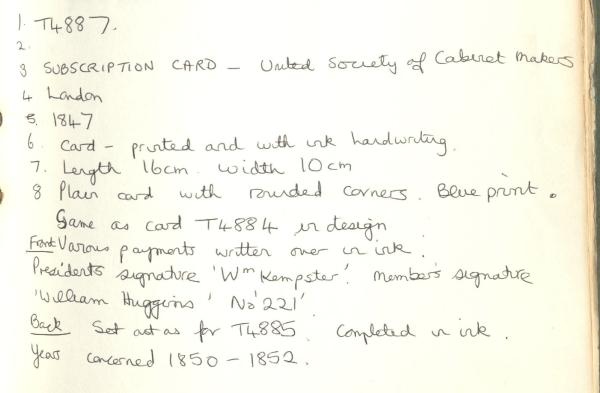 1. T4887.
2.
3 SUBSCRIPTION CARD – United Society of Cabinet Makers
4 London
5. 1847
6. Card – printed and with ink handwriting.
7. Length 16cm. Width 10cm
8 Plain card with rounded corners. Blue print.
Same as card T4884 in design
Front Various payments written over in ink.
Presidents signature 'Wm Kempster'. members signature
'William Huggins' No '221'.
Back Set out as for T4885. Completed in ink.
Years concerned 1850 – 1852.